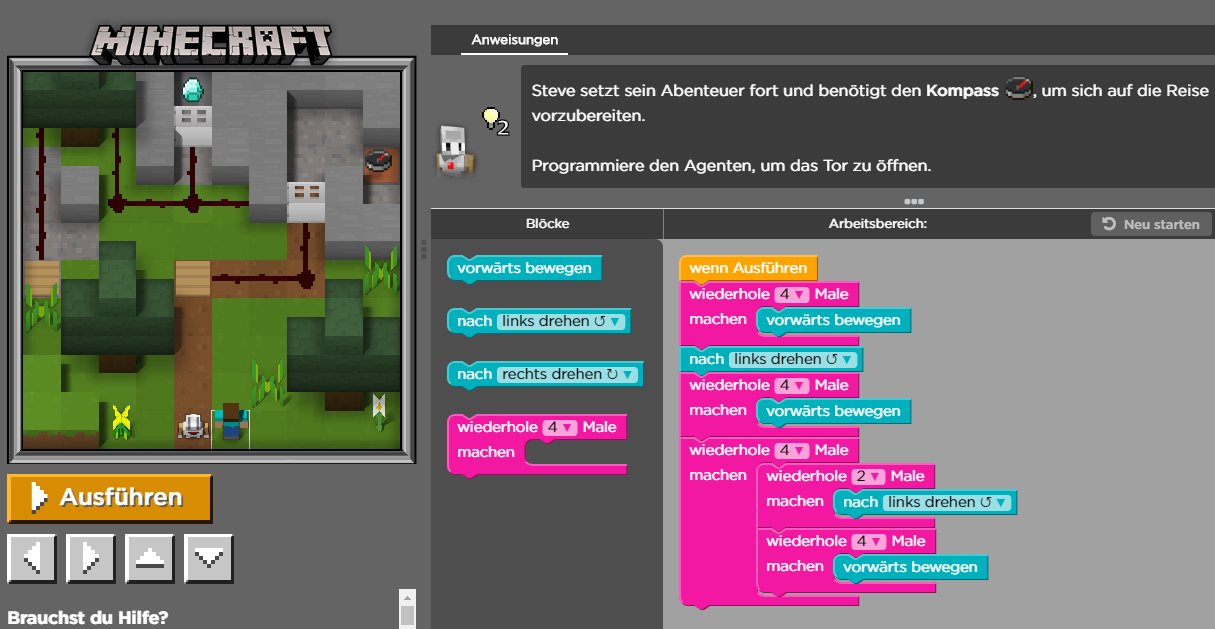 MINECRAFT
Anweisungen
2
Steve setzt sein Abenteuer fort und benötigt den Kompass , um sich auf die Reise
vorzubereiten.
Programmiere den Agenten, um das Tor zu öffnen.
Blöcke
Arbeitsbereich:
Neu starten
vorwärts bewegen
nach links drehen ↺ ▼
nach rechts drehen ↻ ▼
wiederhole 4 ▼ Male
machen
wenn Ausführen
wiederhole 4 ▼ Male
machen vorwärts bewegen
nach links drehen ↺ ▼
wiederhole 4 ▼ Male
machen vorwärts bewegen
wiederhole 4 ▼ Male
machen wiederhole 2 ▼ Male
machen nach links drehen ↺ ▼
wiederhole 4 ▼ Male
machen vorwärts bewegen
Ausführen
Brauchst du Hilfe?